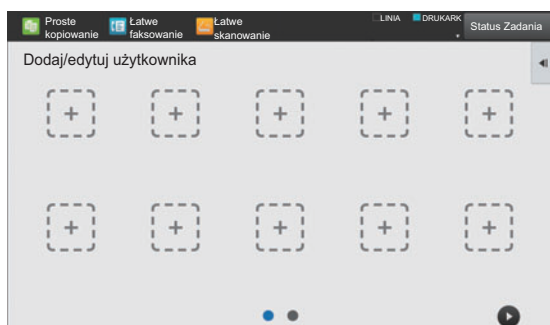 Proste
kopiowanie
Łatwe
faksowanie
Łatwe
skanowanie
LINIA
DRUKARK
Status Zadania
Dodaj/edytuj użytkownika